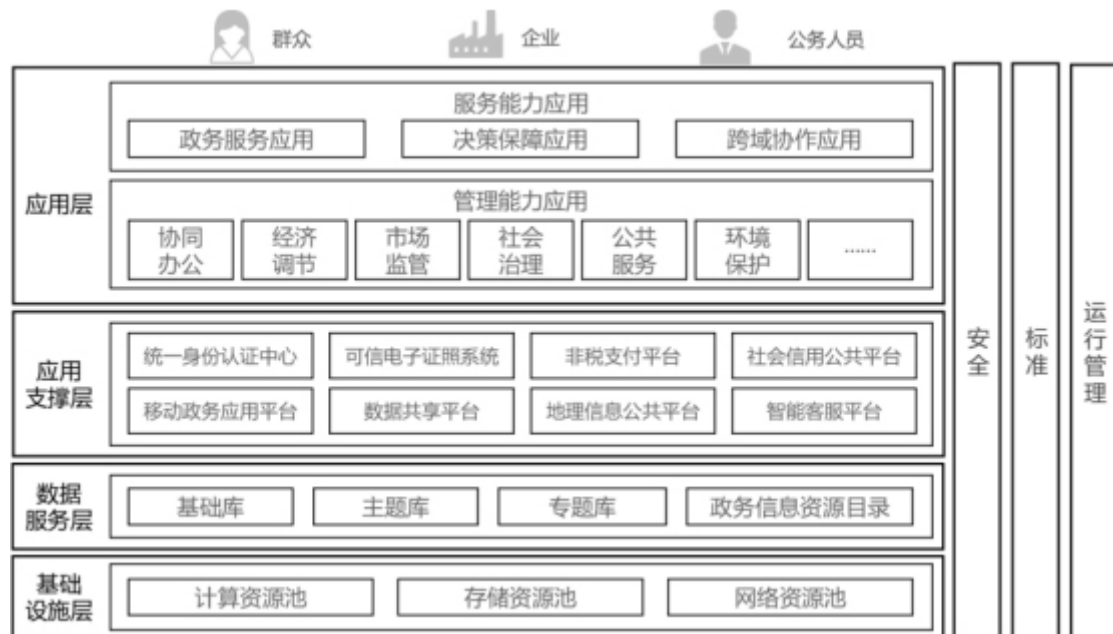 群众
企业
公务人员
应用层
服务能力应用
政务服务应用
决策保障应用
跨域协作应用
管理能力应用
协同
办公
经济
调节
市场
监管
社会
治理
公共
服务
环境
保护
……
应用
支撑层
统一身份认证中心
可信电子证照系统
非税支付平台
社会信用公共平台
移动政务应用平台
数据共享平台
地理信息公共平台
智能客服平台
数据
服务层
基础库
主题库
专题库
政务信息资源目录
基础
设施层
计算资源池
存储资源池
网络资源池
安全
标准
运行管理